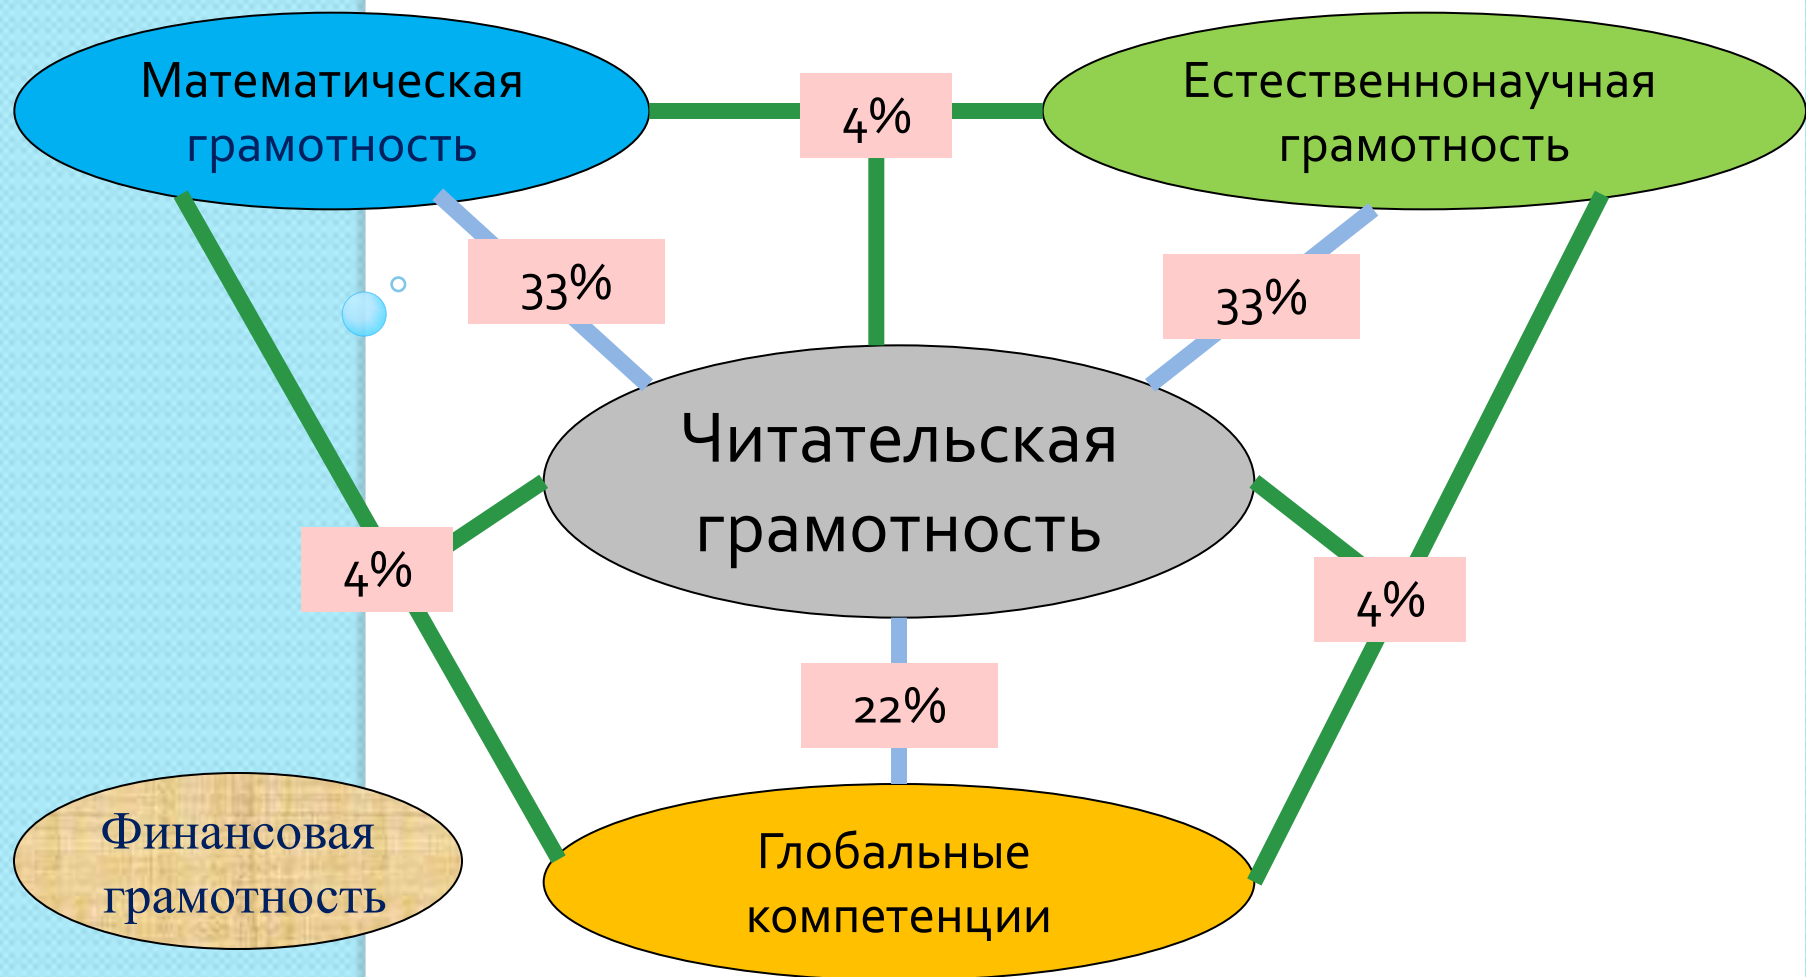 Математическая
грамотность
4%
Естественнонаучная
грамотность
33%
33%
Читательская
грамотность
4%
4%
22%
Финансовая
грамотность
Глобальные
компетенции